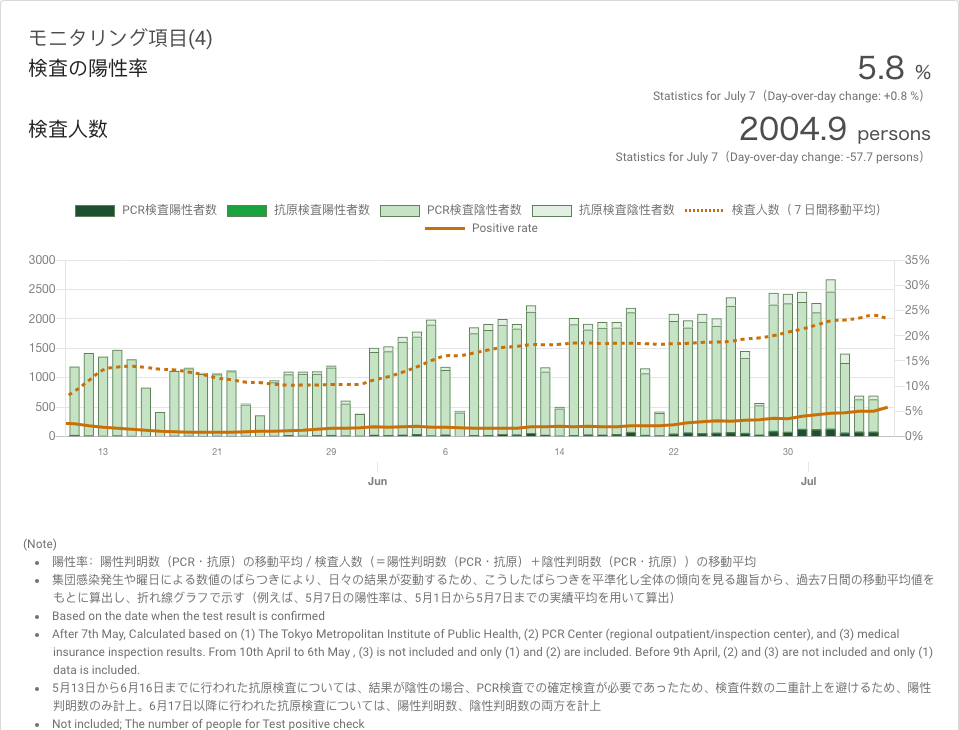 モニタリング項目(4)
検査の陽性率
5.8 %
Statistics for July 7（Day-over-day change: +0.8 %）
検査人数
2004.9 persons
Statistics for July 7（Day-over-day change: -57.7 persons）
PCR検査陽性者数 抗原検査陽性者数 PCR検査陰性者数 抗原検査陰性者数 検査人数（７日間移動平均）
Positive rate
3000 35%
2500 30%
2000 25%
1500 20%
1000 15%
500 10%
0 5%
0%
13 21 29 6 14 22 30
Jun Jul
(Note)
陽性率：陽性判明数（PCR・抗原）の移動平均 / 検査人数（＝陽性判明数（PCR・抗原）＋陰性判明数（PCR・抗原））の移動平均
集団感染発生や曜日による数値のばらつきにより、日々の結果が変動するため、こうしたばらつきを平準化し全体の傾向を見る趣旨から、過去7日間の移動平均値を
もとに算出し、折れ線グラフで示す（例えば、5月7日の陽性率は、5月1日から5月7日までの実績平均を用いて算出）
Based on the date when the test result is confirmed
After 7th May, Calculated based on (1) The Tokyo Metropolitan Institute of Public Health, (2) PCR Center (regional outpatient/inspection center), and (3) medical
insurance inspection results. From 10th April to 6th May , (3) is not included and only (1) and (2) are included. Before 9th April, (2) and (3) are not included and only (1)
data is included.
5月13日から6月16日までに行われた抗原検査については、結果が陰性の場合、PCR検査での確定検査が必要であったため、検査件数の二重計上を避けるため、陽性
判明数のみ計上。6月17日以降に行われた抗原検査については、陽性判明数、陰性判明数の両方を計上
Not included; The number of people for Test positive check